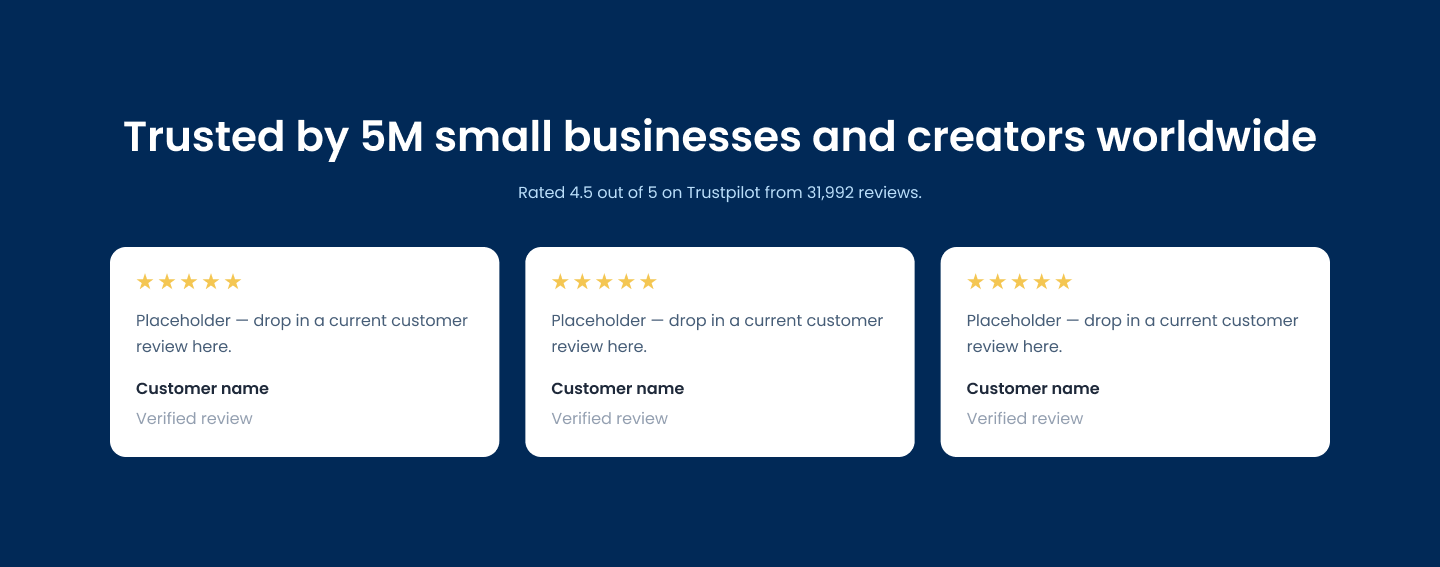 Trusted by 5M small businesses and creators worldwide
Rated 4.5 out of 5 on Trustpilot from 31,992 reviews.
★★★★★
Placeholder — drop in a current customer
review here.
Customer name
Verified review
★★★★★
Placeholder — drop in a current customer
review here.
Customer name
Verified review
★★★★★
Placeholder — drop in a current customer
review here.
Customer name
Verified review